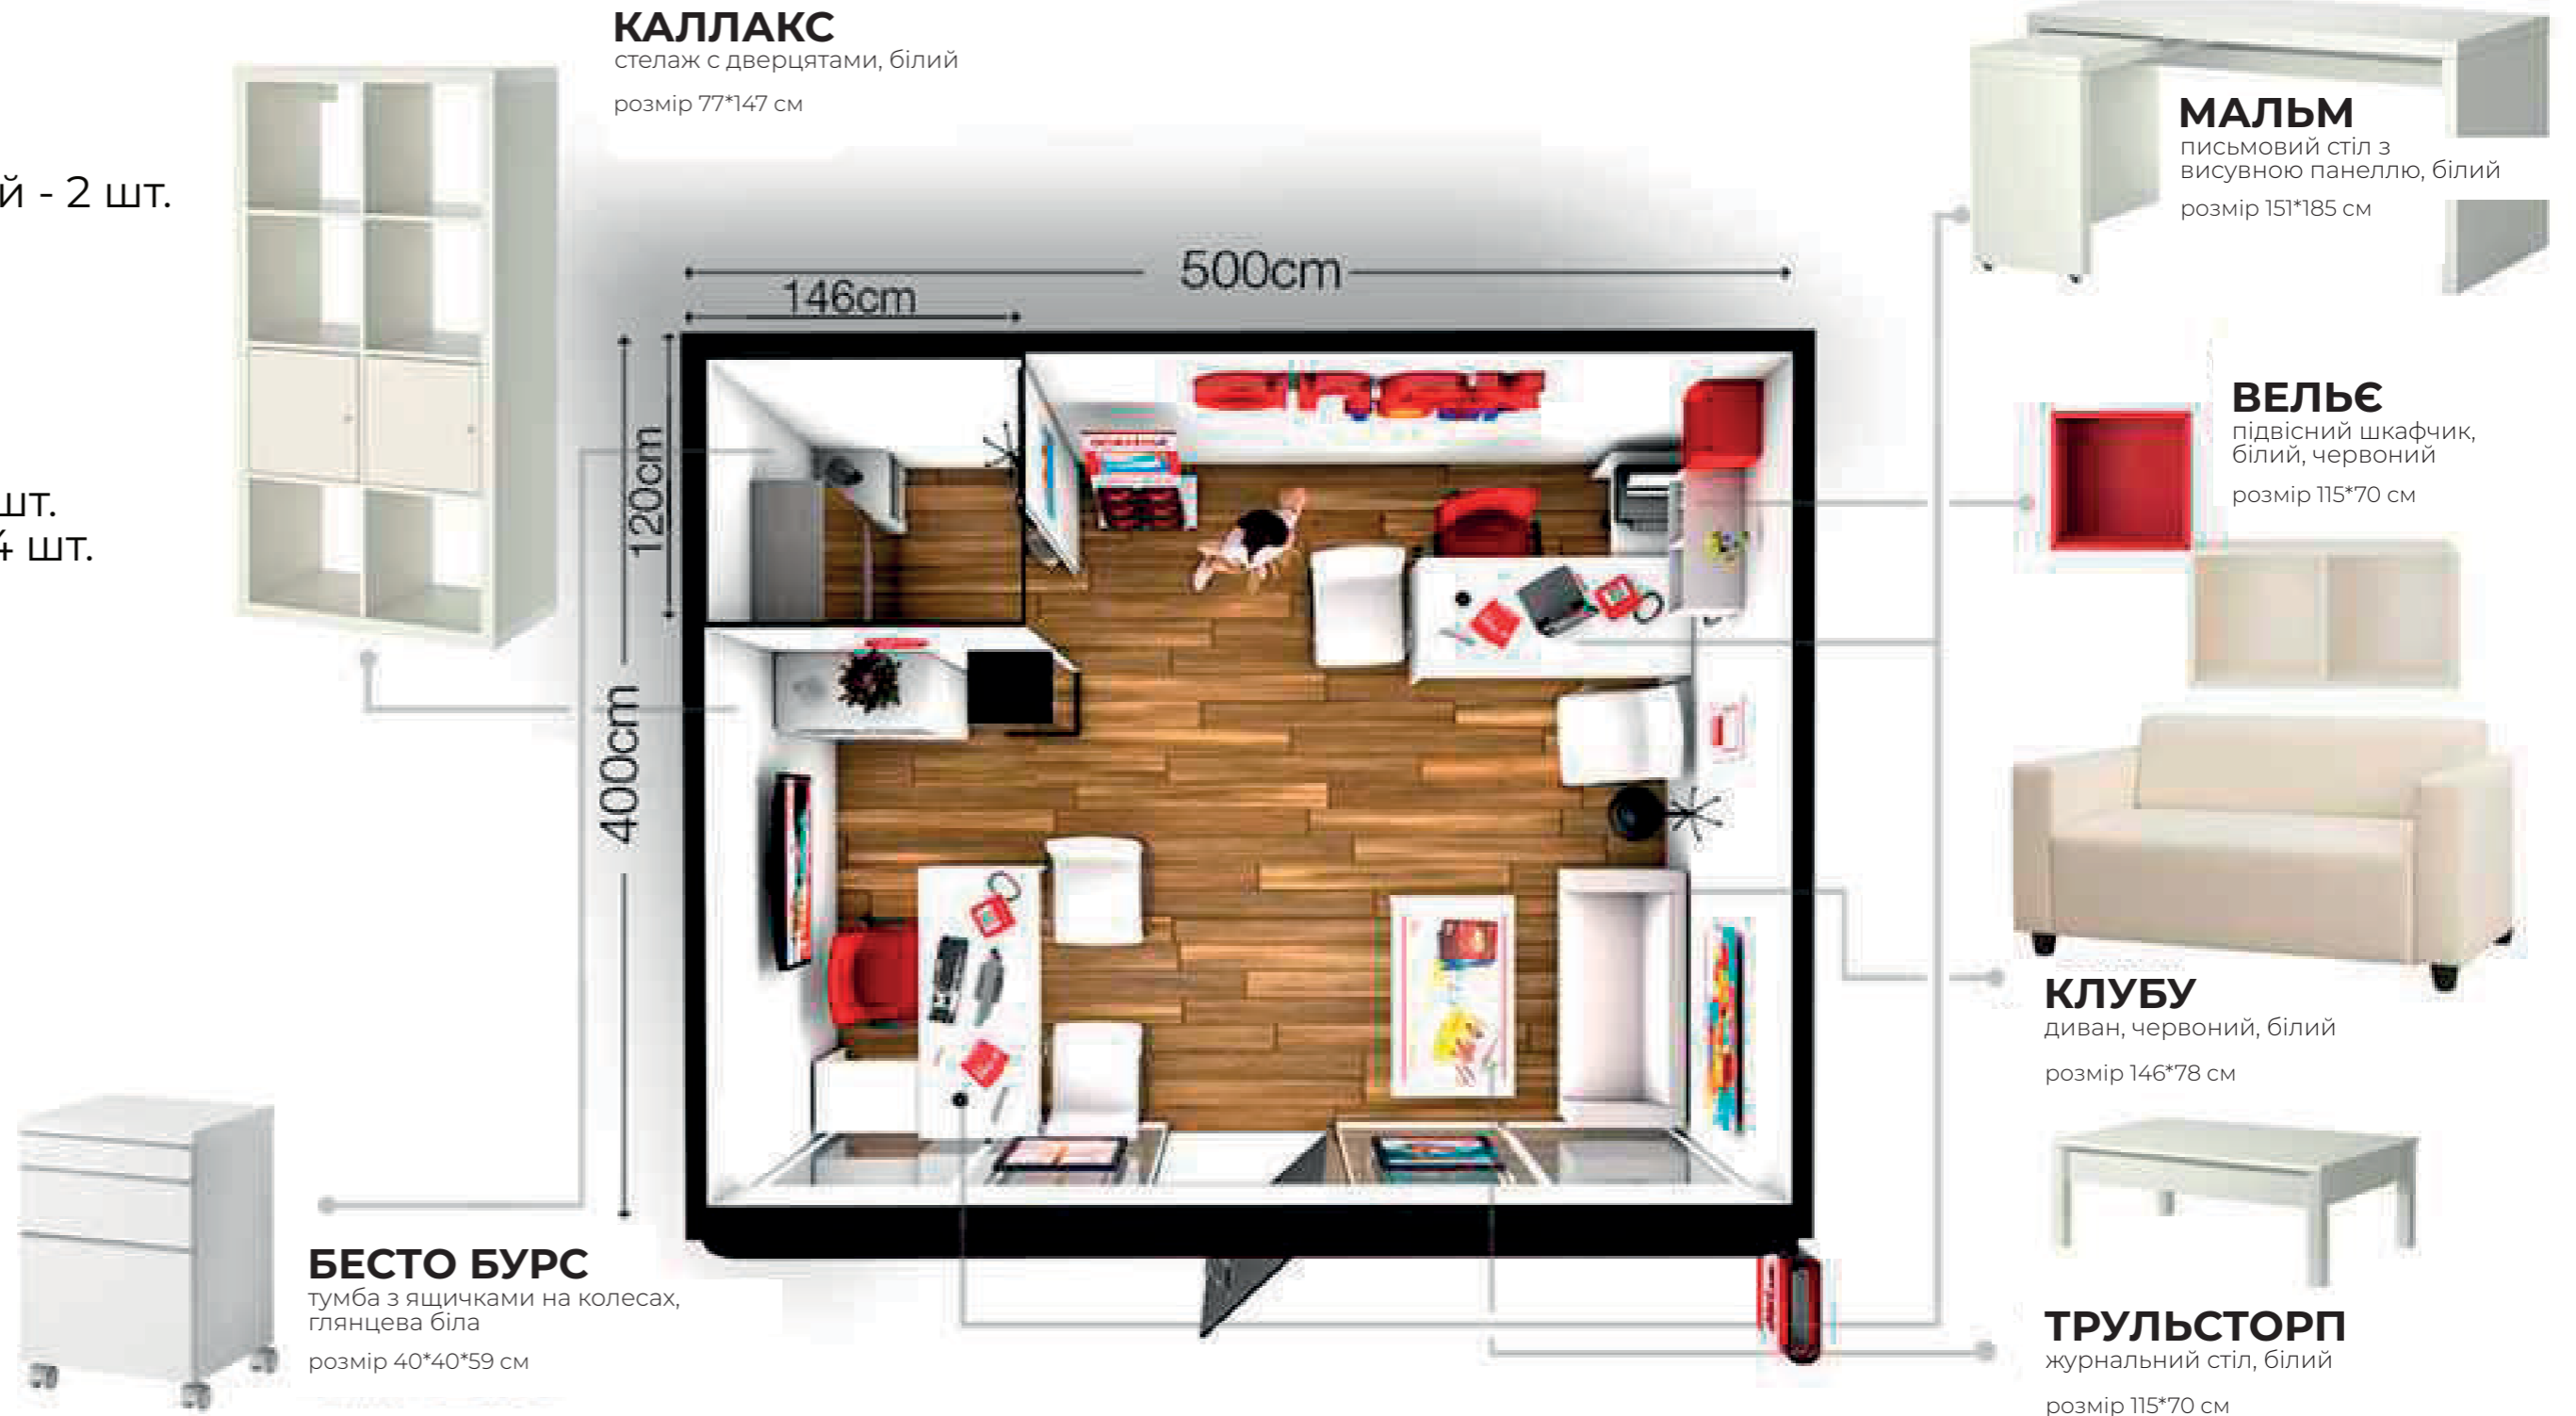 КАЛЛАКС
стелаж с дверцятами, білий
розмір 77*147 см
й - 2 шт.
шт.
4 шт.
500cm
146cm
120cm
400cm
МАЛЬМ
письмовий стіл з
висувною панеллю, білий
розмір 151*185 см
ВЕЛЬЄ
підвісний шкафчик,
білий, червоний
розмір 115*70 см
КЛУБУ
диван, червоний, білий
розмір 146*78 см
БЕСТО БУРС
тумба з ящичками на колесах,
глянцева біла
розмір 40*40*59 см
ТРУЛЬСТОРП
журнальний стіл, білий
розмір 115*70 см